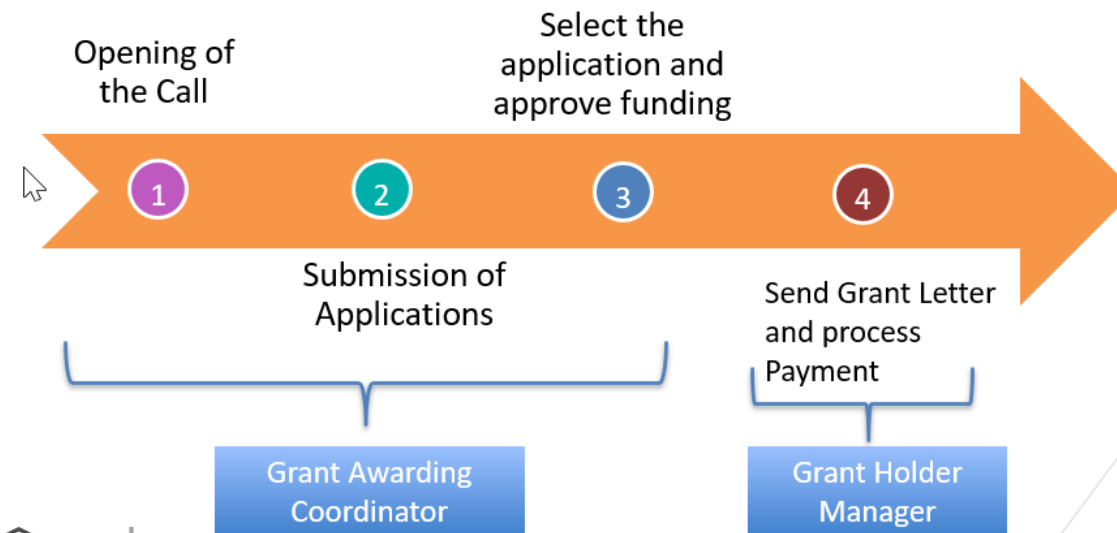 Opening of
the Call
Select the
application and
approve funding
1
2
3
4
Submission of
Applications
Send Grant Letter
and process
Payment
Grant Awarding
Coordinator
Grant Holder
Manager